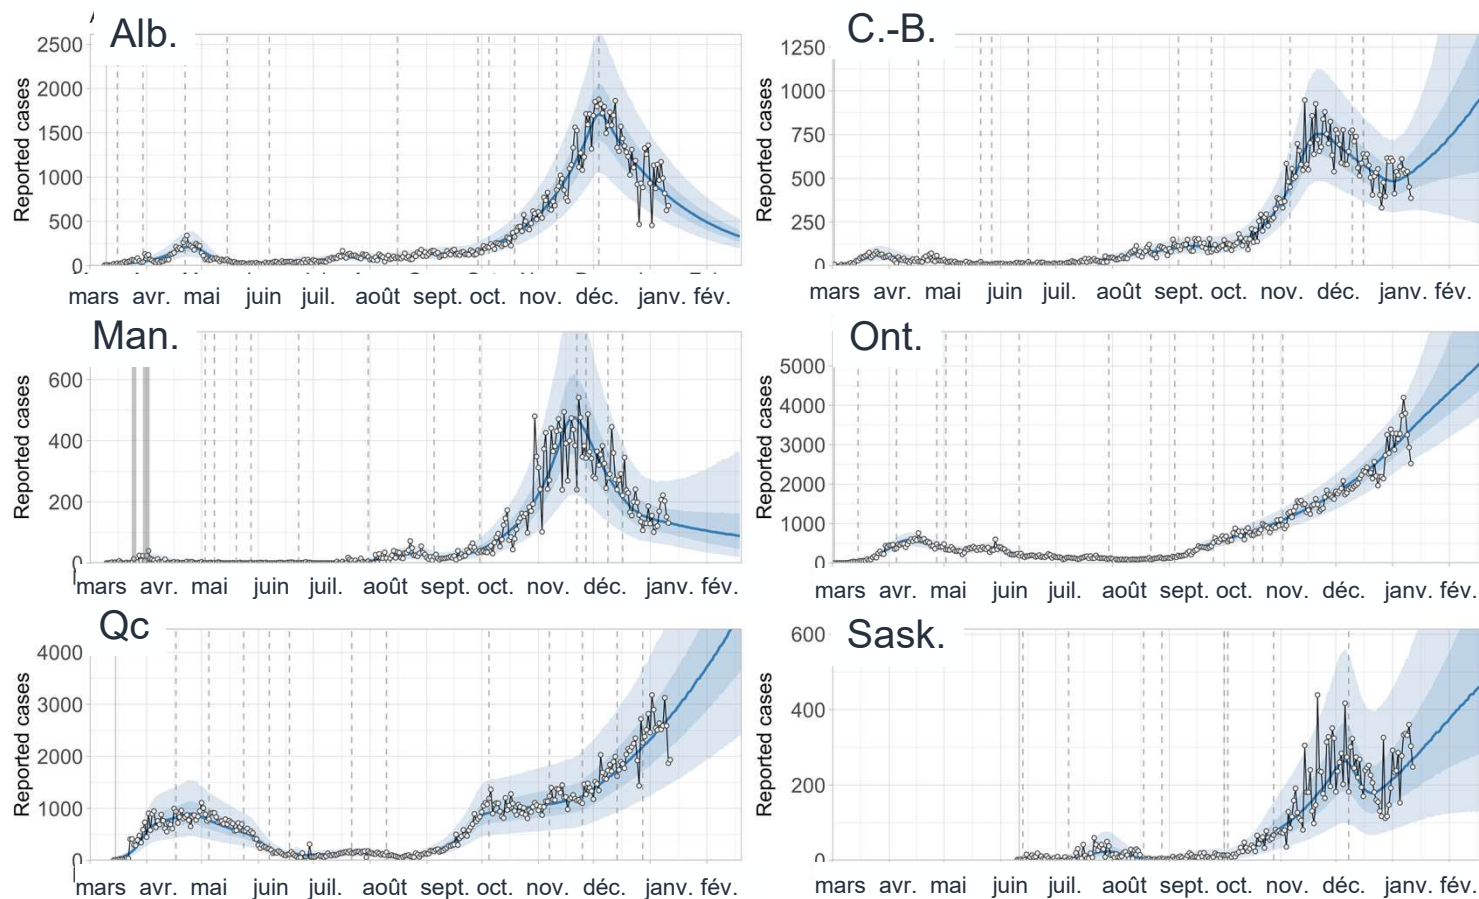 Alb.
Reported cases
2500
2000
1500
1000
500
0
mars avr. mai juin juil. août sept. oct. nov. déc. janv. fév.
C.-B.
Reported cases
1250
1000
750
500
250
0
mars avr. mai juin juil. août sept. oct. nov. déc. janv. fév.
Man.
Reported cases
600
400
200
0
mars avr. mai juin juil. août sept. oct. nov. déc. janv. fév.
Ont.
Reported cases
5000
4000
3000
2000
1000
0
mars avr. mai juin juil. août sept. oct. nov. déc. janv. fév.
Qc
Reported cases
4000
3000
2000
1000
0
mars avr. mai juin juil. août sept. oct. nov. déc. janv. fév.
Sask.
Reported cases
600
400
200
0
mars avr. mai juin juil. août sept. oct. nov. déc. janv. fév.